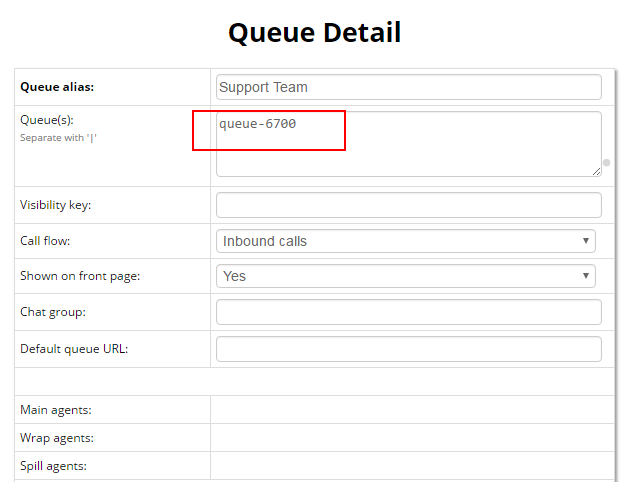 Queue Detail
Queue alias: Support Team
Queue(s): queue-6700
Separate with '|'
Visibility key:
Call flow: Inbound calls
Shown on front page: Yes
Chat group:
Default queue URL:
Main agents:
Wrap agents:
Spill agents: